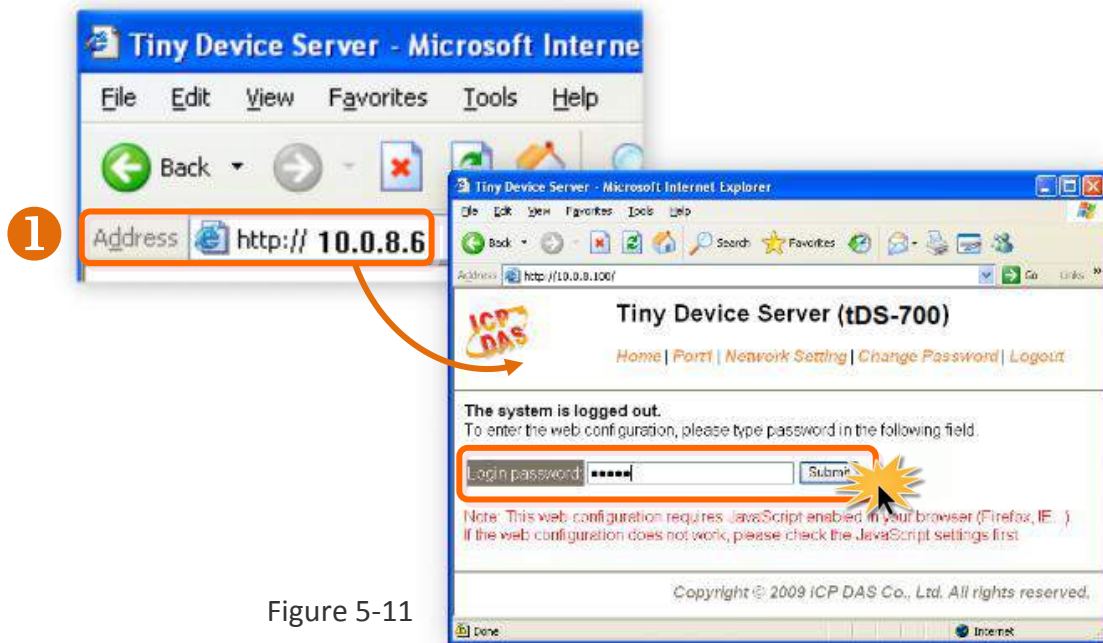 Tiny Device Server - Microsoft Interne
File Edit View Favorites Tools Help
Back
1
Address http:// 10.0.8.6
Tiny Device Server - Microsoft Internet Explorer
File Edit View Favorites Tools Help
Back Search Favorites
Address http://10.0.8.100/ Go Links »
ICP DAS
Tiny Device Server (tDS-700)
Home | Port1 | Network Setting | Change Password | Logout
The system is logged out.
To enter the web configuration, please type password in the following field.
Login password: ••••• Submit
Note: This web configuration requires JavaScript enabled in your browser (Firefox, IE...)
If the web configuration does not work, please check the JavaScript settings first.
Copyright © 2009 ICP DAS Co., Ltd. All rights reserved.
Done Internet
Figure 5-11